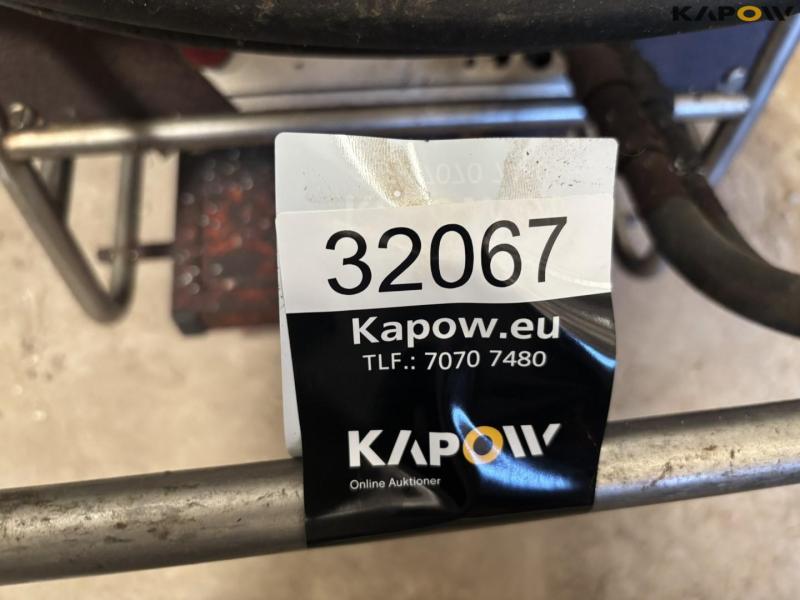 KAPOW
32067
Kapow.eu
TLF.: 7070 7480
KAPOW
Online Auktioner